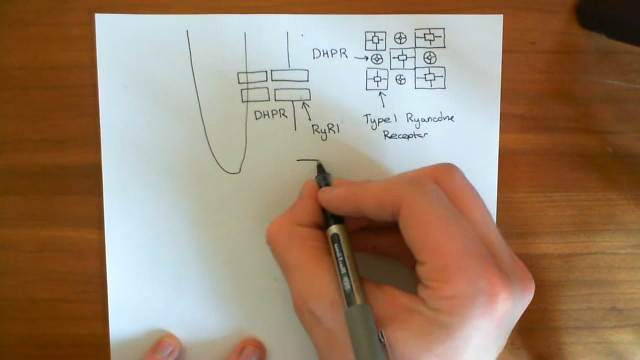 DHPR
DHPR
RyR1
Type 1 Ryanodine
Receptor